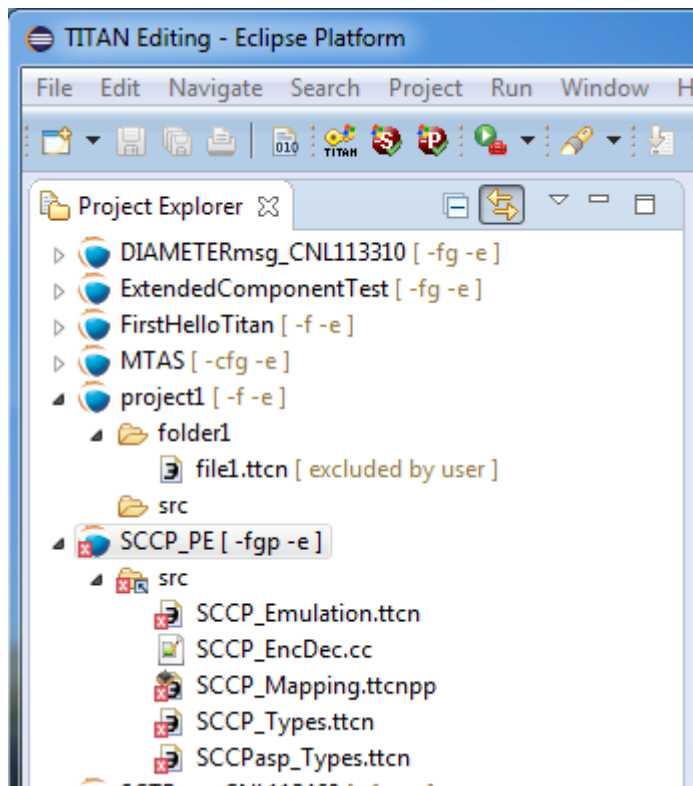 TITAN Editing - Eclipse Platform
File Edit Navigate Search Project Run Window H
010 TITAN S P
Project Explorer
DIAMETERmsg_CNL113310 [ -fg -e ]
ExtendedComponentTest [ -fg -e ]
FirstHelloTitan [ -f -e ]
MTAS [ -cfg -e ]
project1 [ -f -e ]
folder1
file1.ttcn [ excluded by user ]
src
SCCP_PE [ -fgp -e ]
src
SCCP_Emulation.ttcn
SCCP_EncDec.cc
SCCP_Mapping.ttcnpp
SCCP_Types.ttcn
SCCPasp_Types.ttcn